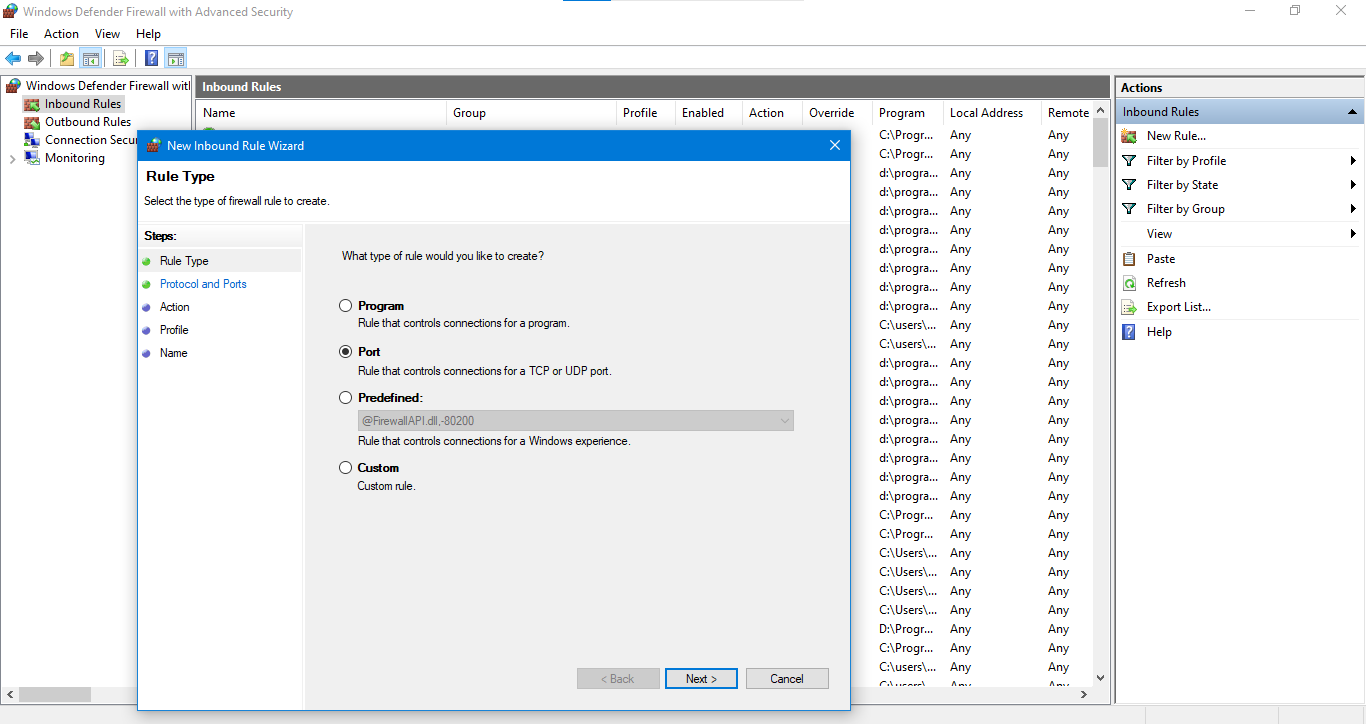 Windows Defender Firewall with Advanced Security
File Action View Help
Windows Defender Firewall wit
Inbound Rules
Outbound Rules
Connection Secu
Monitoring
Inbound Rules
Name Group Profile Enabled Action Override Program Local Address Remote
C:\Progr... Any Any
C:\Progr... Any Any
d:\progra... Any Any
d:\progra... Any Any
d:\progra... Any Any
d:\progra... Any Any
d:\progra... Any Any
d:\progra... Any Any
d:\progra... Any Any
d:\progra... Any Any
C:\users\... Any Any
C:\users\... Any Any
d:\progra... Any Any
d:\progra... Any Any
d:\progra... Any Any
d:\progra... Any Any
d:\progra... Any Any
d:\progra... Any Any
d:\progra... Any Any
d:\progra... Any Any
C:\Progr... Any Any
C:\Progr... Any Any
C:\Users\... Any Any
C:\Users\... Any Any
C:\Users\... Any Any
C:\Users\... Any Any
D:\Progr... Any Any
C:\Progr... Any Any
C:\users\... Any Any
C:\users\... Any Any
New Inbound Rule Wizard
Rule Type
Select the type of firewall rule to create.
Steps:
Rule Type
Protocol and Ports
Action
Profile
Name
What type of rule would you like to create?
Program
Rule that controls connections for a program.
Port
Rule that controls connections for a TCP or UDP port.
Predefined:
@FirewallAPI.dll,-80200
Rule that controls connections for a Windows experience.
Custom
Custom rule.
< Back Next > Cancel
Actions
Inbound Rules
New Rule...
Filter by Profile
Filter by State
Filter by Group
View
Paste
Refresh
Export List...
Help